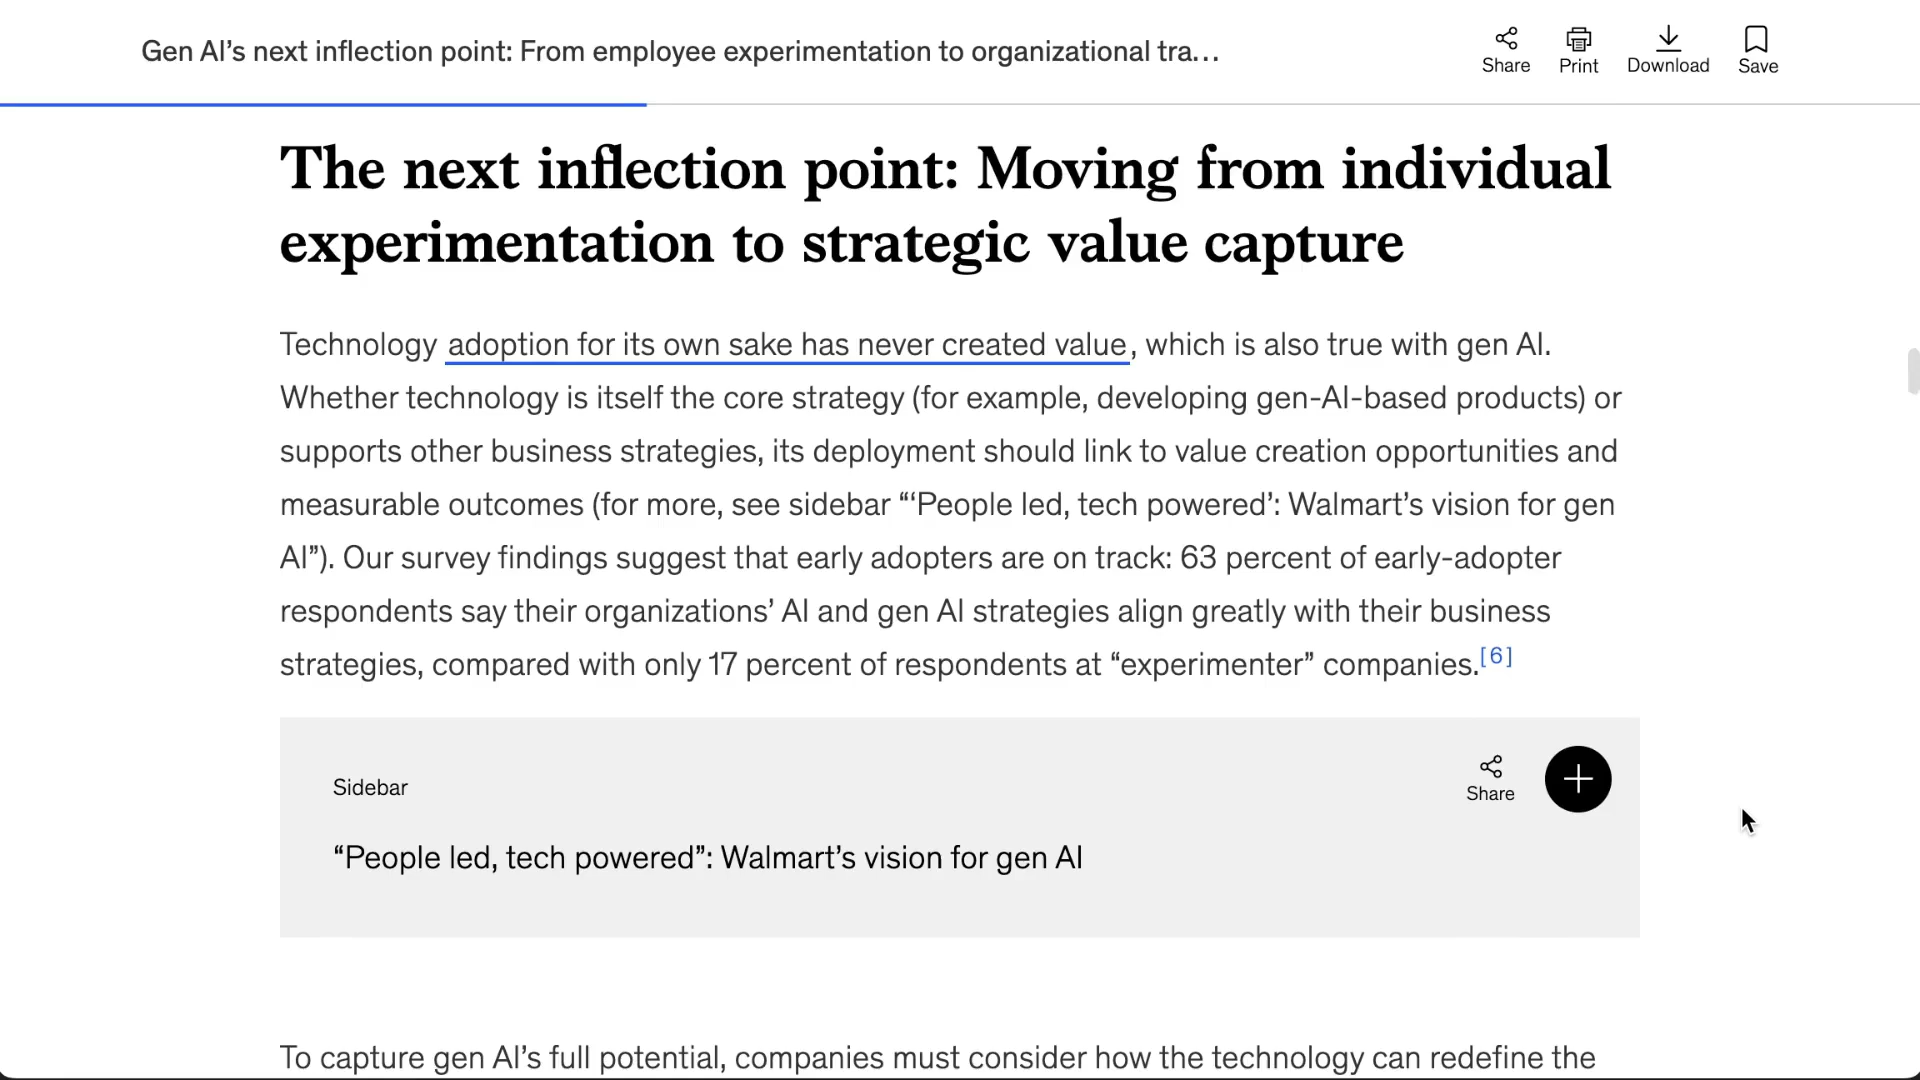 Gen AI’s next inflection point: From employee experimentation to organizational tra...
Share
Print
Download
Save
The next inflection point: Moving from individual
experimentation to strategic value capture
Technology adoption for its own sake has never created value, which is also true with gen AI.
Whether technology is itself the core strategy (for example, developing gen-AI-based products) or
supports other business strategies, its deployment should link to value creation opportunities and
measurable outcomes (for more, see sidebar “‘People led, tech powered’: Walmart’s vision for gen
AI”). Our survey findings suggest that early adopters are on track: 63 percent of early-adopter
respondents say their organizations’ AI and gen AI strategies align greatly with their business
strategies, compared with only 17 percent of respondents at “experimenter” companies.[6]
Sidebar
Share
“People led, tech powered”: Walmart’s vision for gen AI
To capture gen AI’s full potential, companies must consider how the technology can redefine the